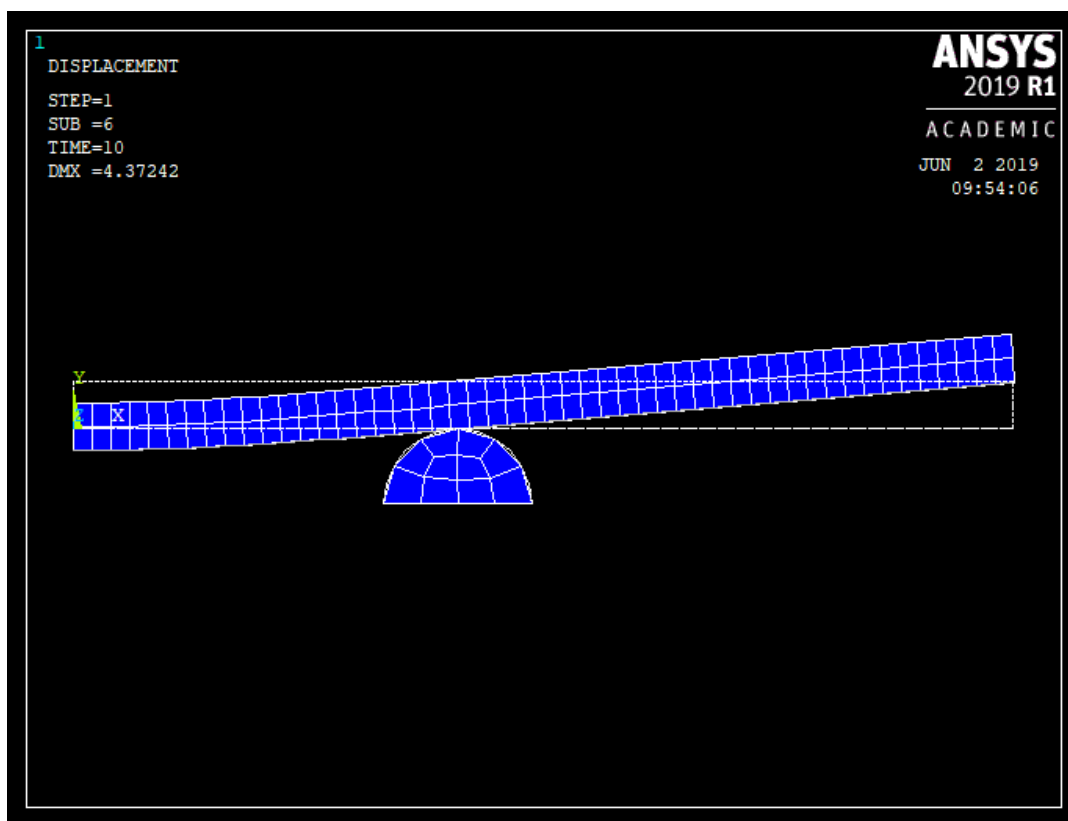 1
DISPLACEMENT
STEP=1
SUB =6
TIME=10
DMX =4.37242
ANSYS
2019 R1
ACADEMIC
JUN 2 2019
09:54:06
Y
X